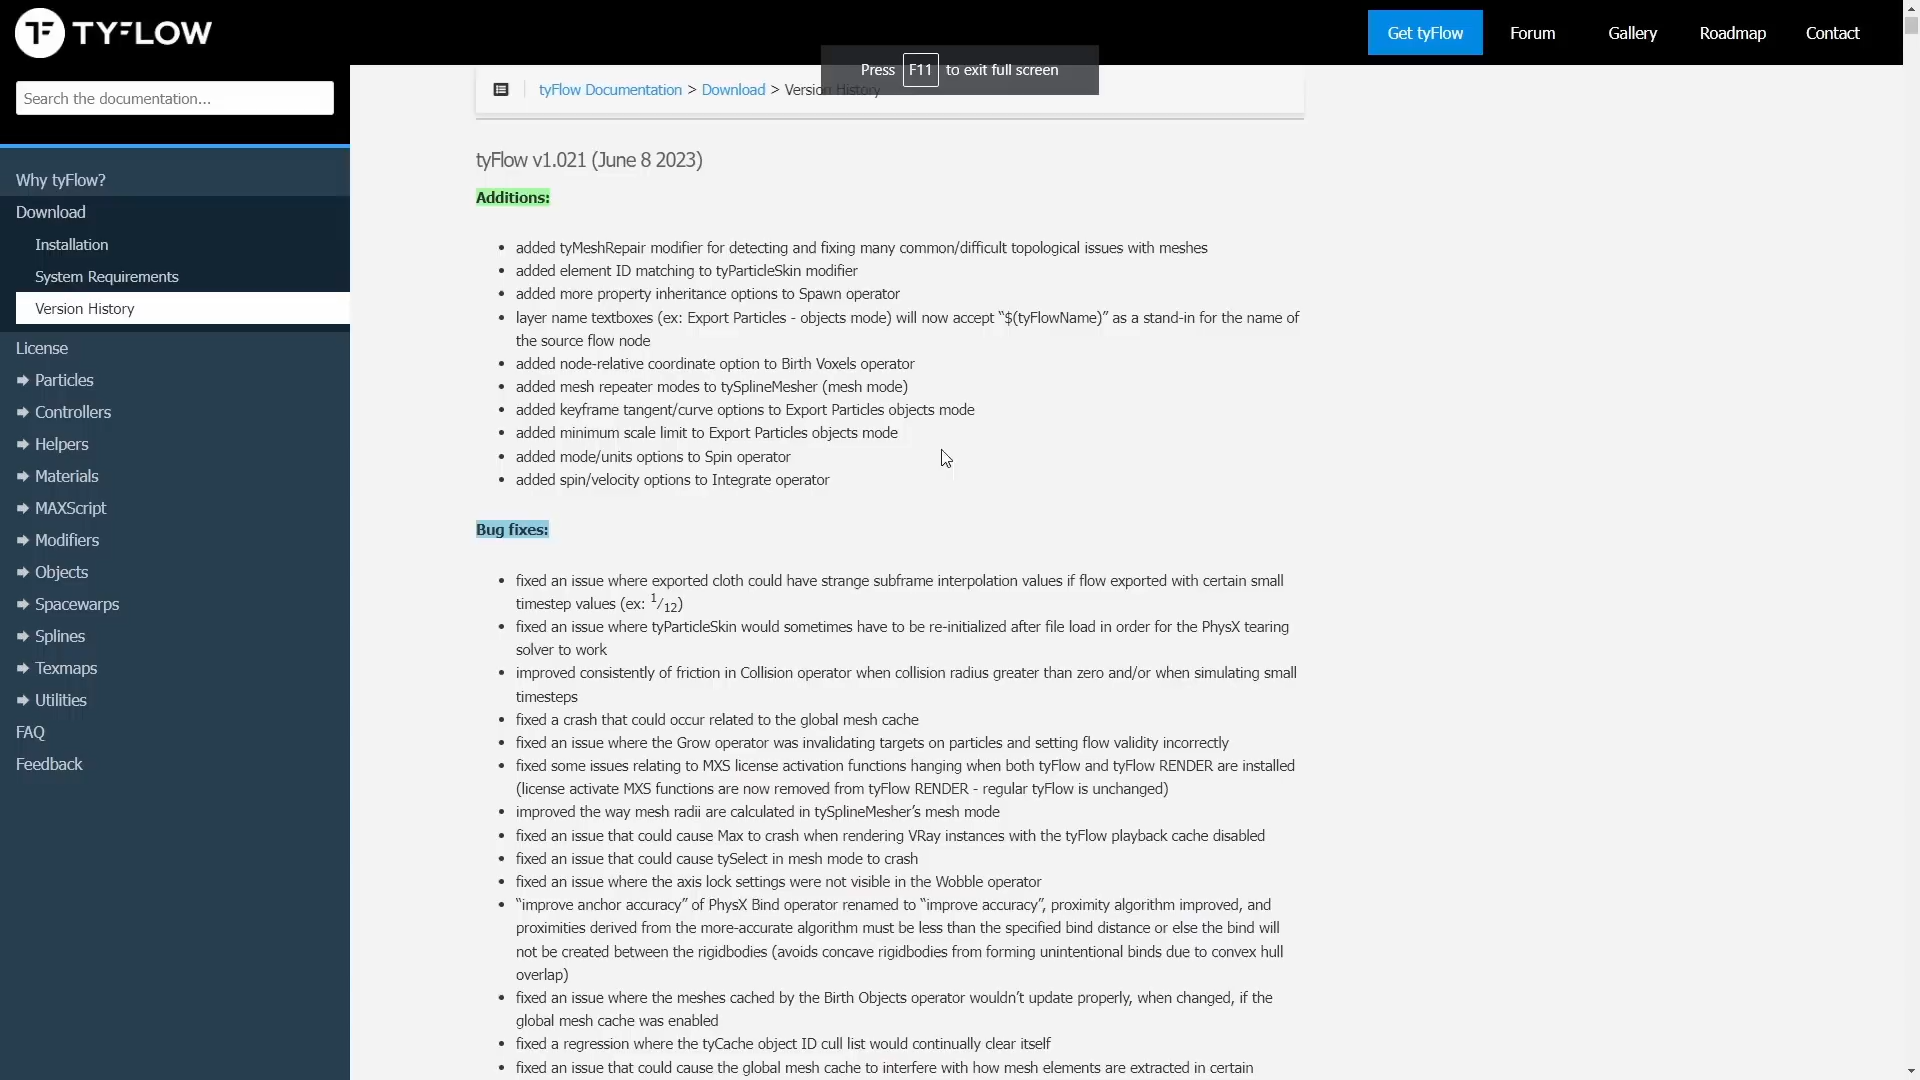 TYFLOW
Get tyFlow
Forum
Gallery
Roadmap
Contact
Press F11 to exit full screen
Search the documentation...
tyFlow Documentation > Download > Version History
Why tyFlow?
Download
Installation
System Requirements
Version History
License
Particles
Controllers
Helpers
Materials
MAXScript
Modifiers
Objects
Spacewarps
Splines
Texmaps
Utilities
FAQ
Feedback
tyFlow v1.021 (June 8 2023)
Additions:
• added tyMeshRepair modifier for detecting and fixing many common/difficult topological issues with meshes
• added element ID matching to tyParticleSkin modifier
• added more property inheritance options to Spawn operator
• layer name textboxes (ex: Export Particles - objects mode) will now accept “$(tyFlowName)” as a stand-in for the name of
the source flow node
• added node-relative coordinate option to Birth Voxels operator
• added mesh repeater modes to tySplineMesher (mesh mode)
• added keyframe tangent/curve options to Export Particles objects mode
• added minimum scale limit to Export Particles objects mode
• added mode/units options to Spin operator
• added spin/velocity options to Integrate operator
Bug fixes:
• fixed an issue where exported cloth could have strange subframe interpolation values if flow exported with certain small
timestep values (ex: 1/12)
• fixed an issue where tyParticleSkin would sometimes have to be re-initialized after file load in order for the PhysX tearing
solver to work
• improved consistently of friction in Collision operator when collision radius greater than zero and/or when simulating small
timesteps
• fixed a crash that could occur related to the global mesh cache
• fixed an issue where the Grow operator was invalidating targets on particles and setting flow validity incorrectly
• fixed some issues relating to MXS license activation functions hanging when both tyFlow and tyFlow RENDER are installed
(license activate MXS functions are now removed from tyFlow RENDER - regular tyFlow is unchanged)
• improved the way mesh radii are calculated in tySplineMesher’s mesh mode
• fixed an issue that could cause Max to crash when rendering VRay instances with the tyFlow playback cache disabled
• fixed an issue that could cause tySelect in mesh mode to crash
• fixed an issue where the axis lock settings were not visible in the Wobble operator
• “improve anchor accuracy” of PhysX Bind operator renamed to “improve accuracy”, proximity algorithm improved, and
proximities derived from the more-accurate algorithm must be less than the specified bind distance or else the bind will
not be created between the rigidbodies (avoids concave rigidbodies from forming unintentional binds due to convex hull
overlap)
• fixed an issue where the meshes cached by the Birth Objects operator wouldn’t update properly, when changed, if the
global mesh cache was enabled
• fixed a regression where the tyCache object ID cull list would continually clear itself
• fixed an issue that could cause the global mesh cache to interfere with how mesh elements are extracted in certain